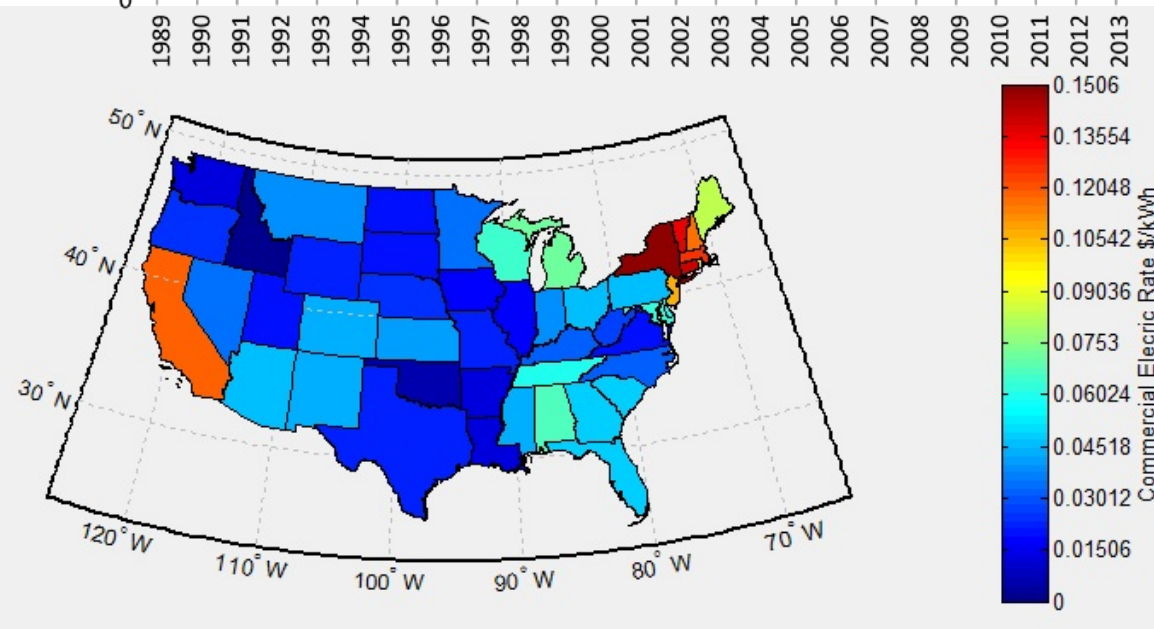 0
1989 1990 1991 1992 1993 1994 1995 1996 1997 1998 1999 2000 2001 2002 2003 2004 2005 2006 2007 2008 2009 2010 2011 2012 2013
50° N
40° N
30° N
120° W
110° W
100° W
90° W
80° W
70° W
0.1506
0.13554
0.12048
0.10542
0.09036
0.0753
0.06024
0.04518
0.03012
0.01506
0
Commercial Elecric Rate $/kWh